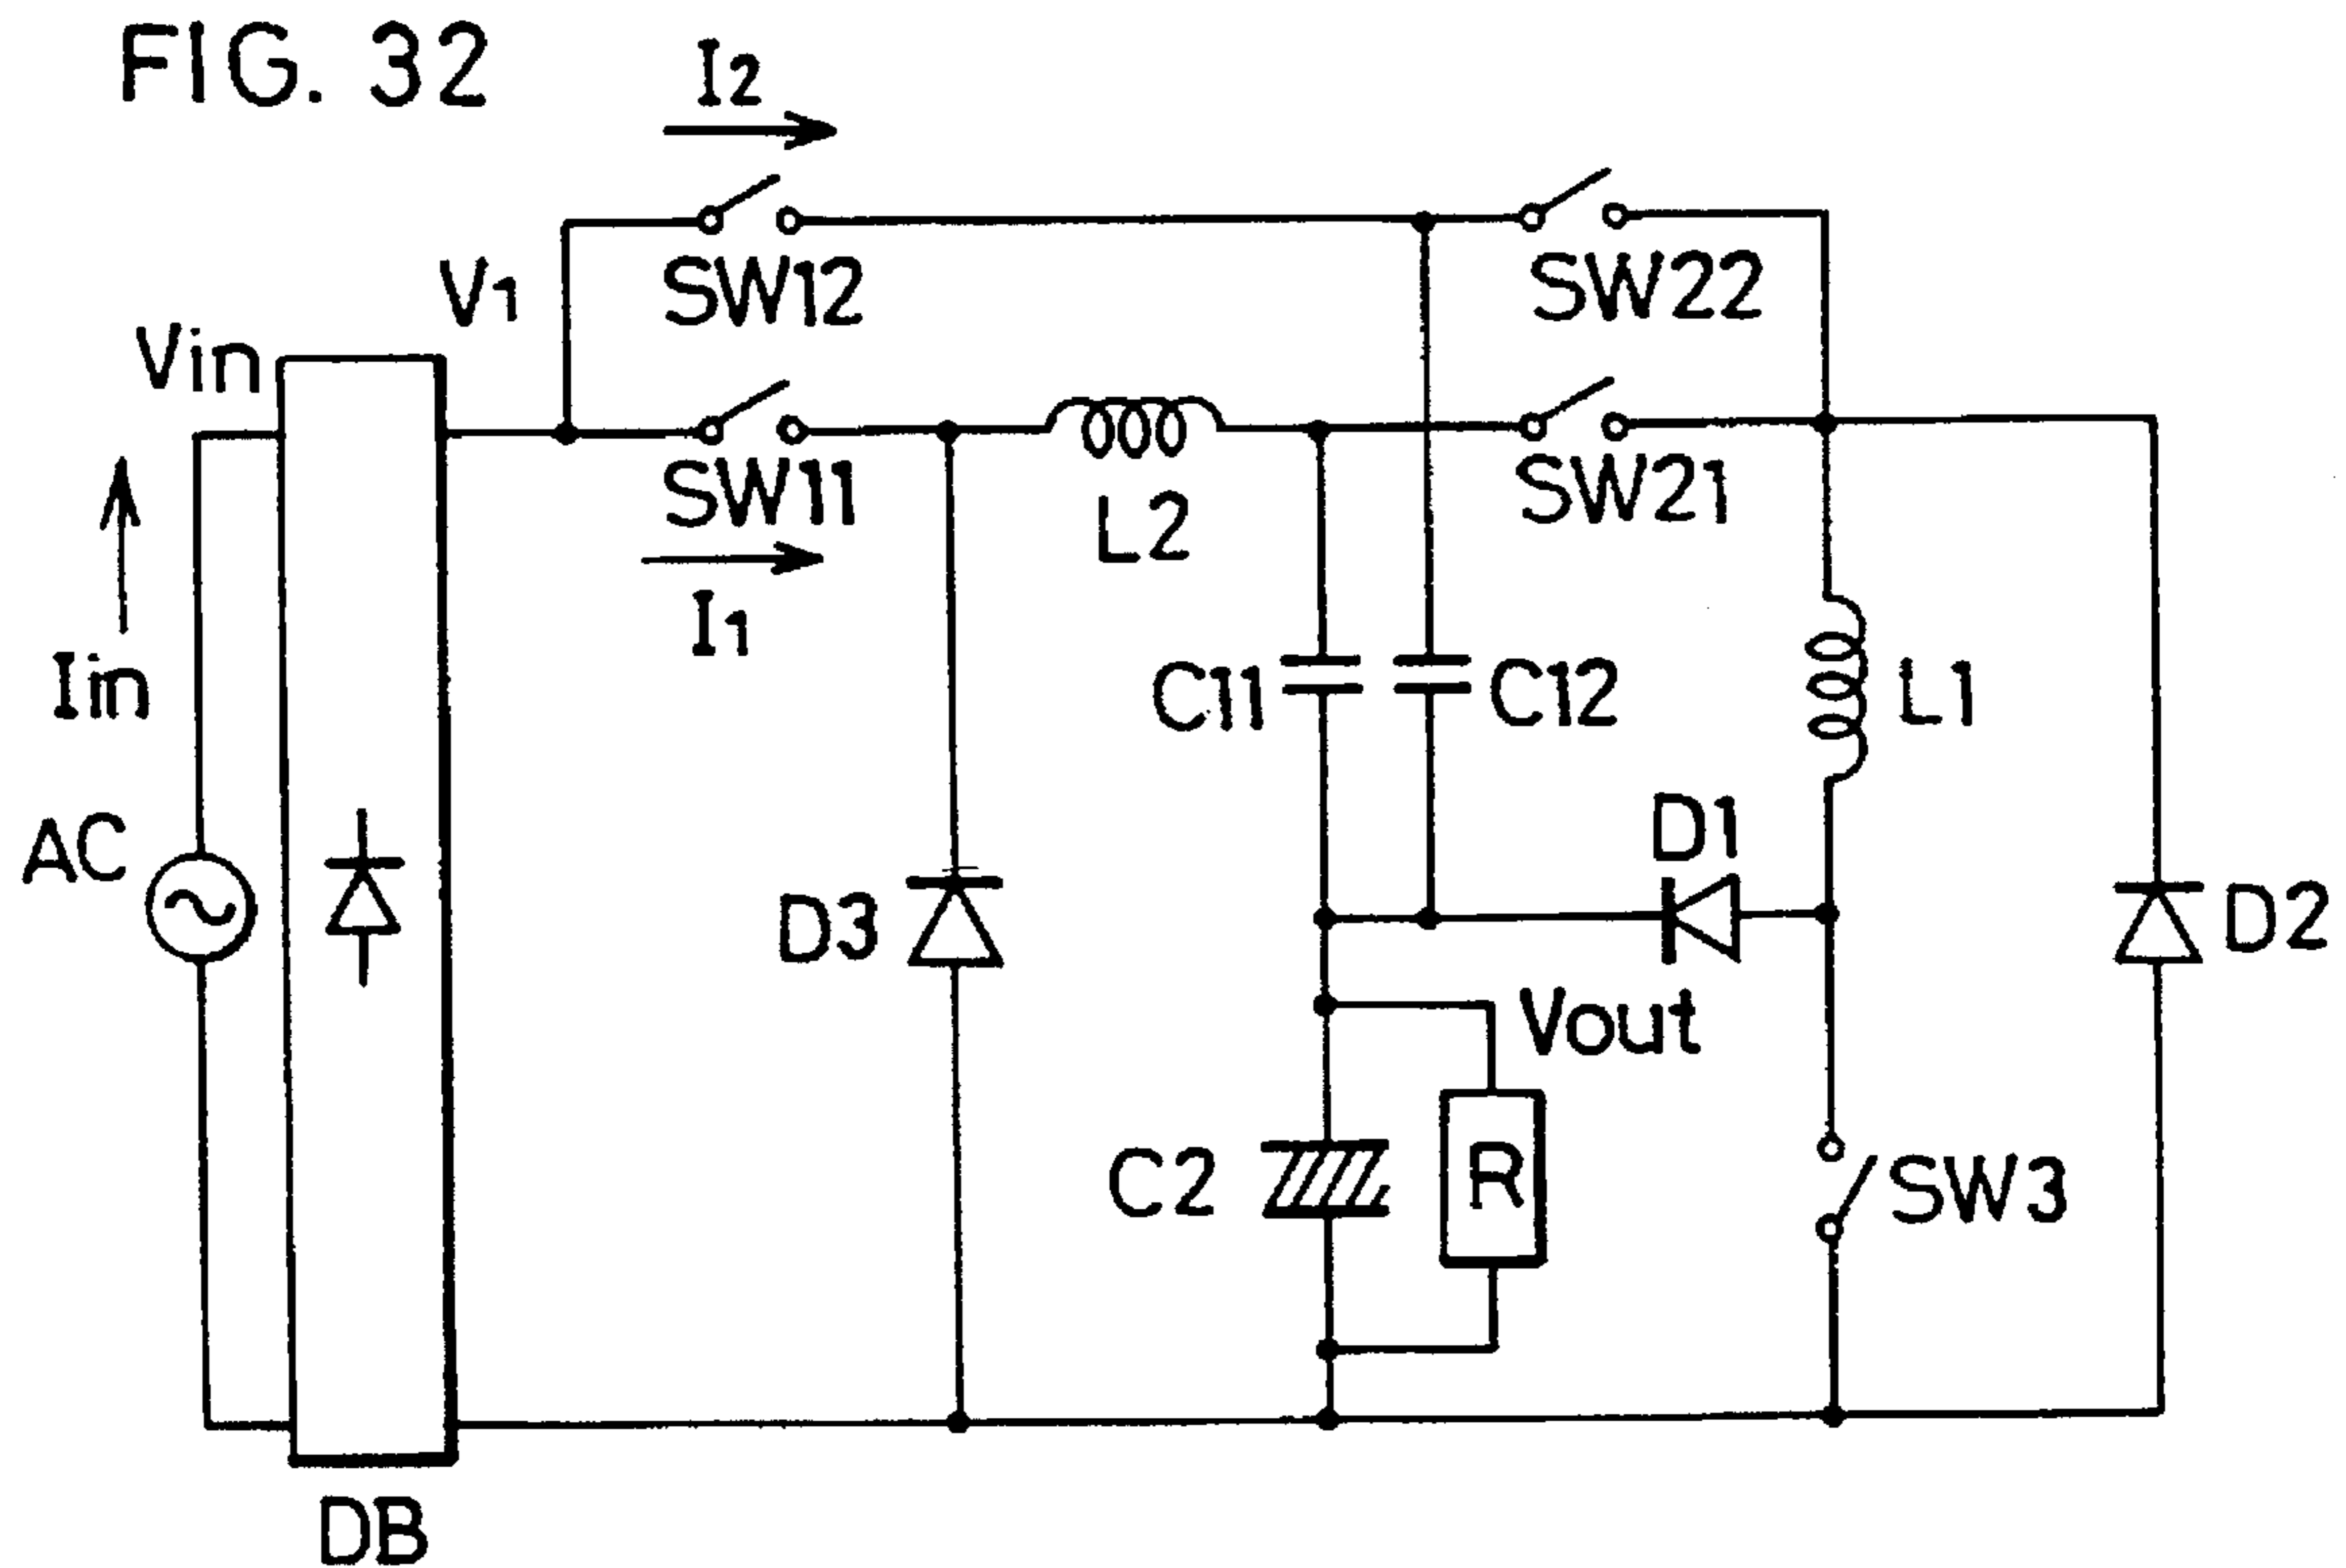 FIG. 32
I2
SW12
SW22
V1
Vin
SW11
SW21
L2
I1
Iin
C11
C12
L1
AC
D1
D3
D2
Vout
C2
R
SW3
DB